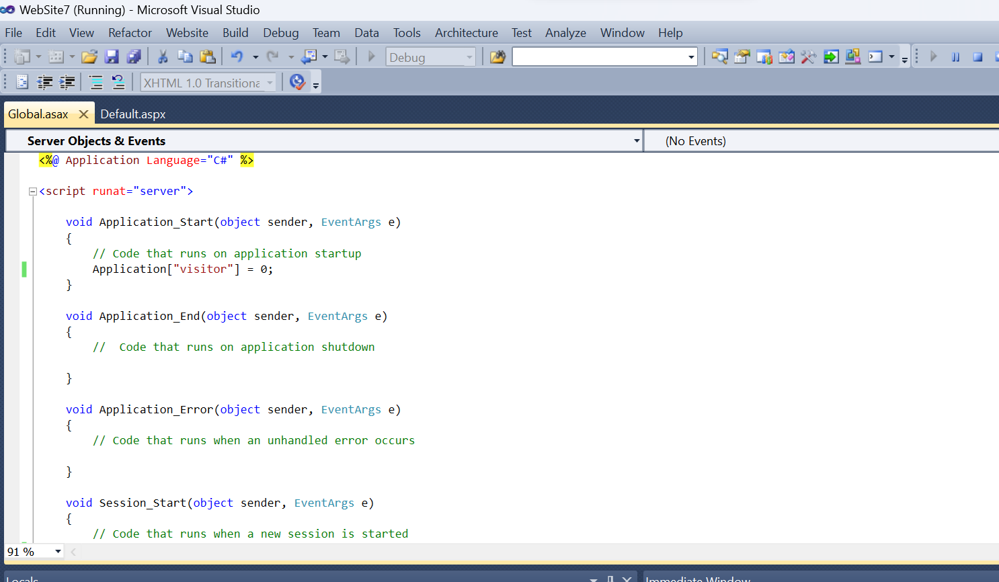 WebSite7 (Running) - Microsoft Visual Studio
File Edit View Refactor Website Build Debug Team Data Tools Architecture Test Analyze Window Help
Debug
XHTML 1.0 Transitiona
Global.asax Default.aspx
Server Objects & Events (No Events)
<%@ Application Language="C#" %>
<script runat="server">
void Application_Start(object sender, EventArgs e)
{
// Code that runs on application startup
Application["visitor"] = 0;
}
void Application_End(object sender, EventArgs e)
{
//  Code that runs on application shutdown
}
void Application_Error(object sender, EventArgs e)
{
// Code that runs when an unhandled error occurs
}
void Session_Start(object sender, EventArgs e)
{
// Code that runs when a new session is started
91 %
Locals Immediate Window